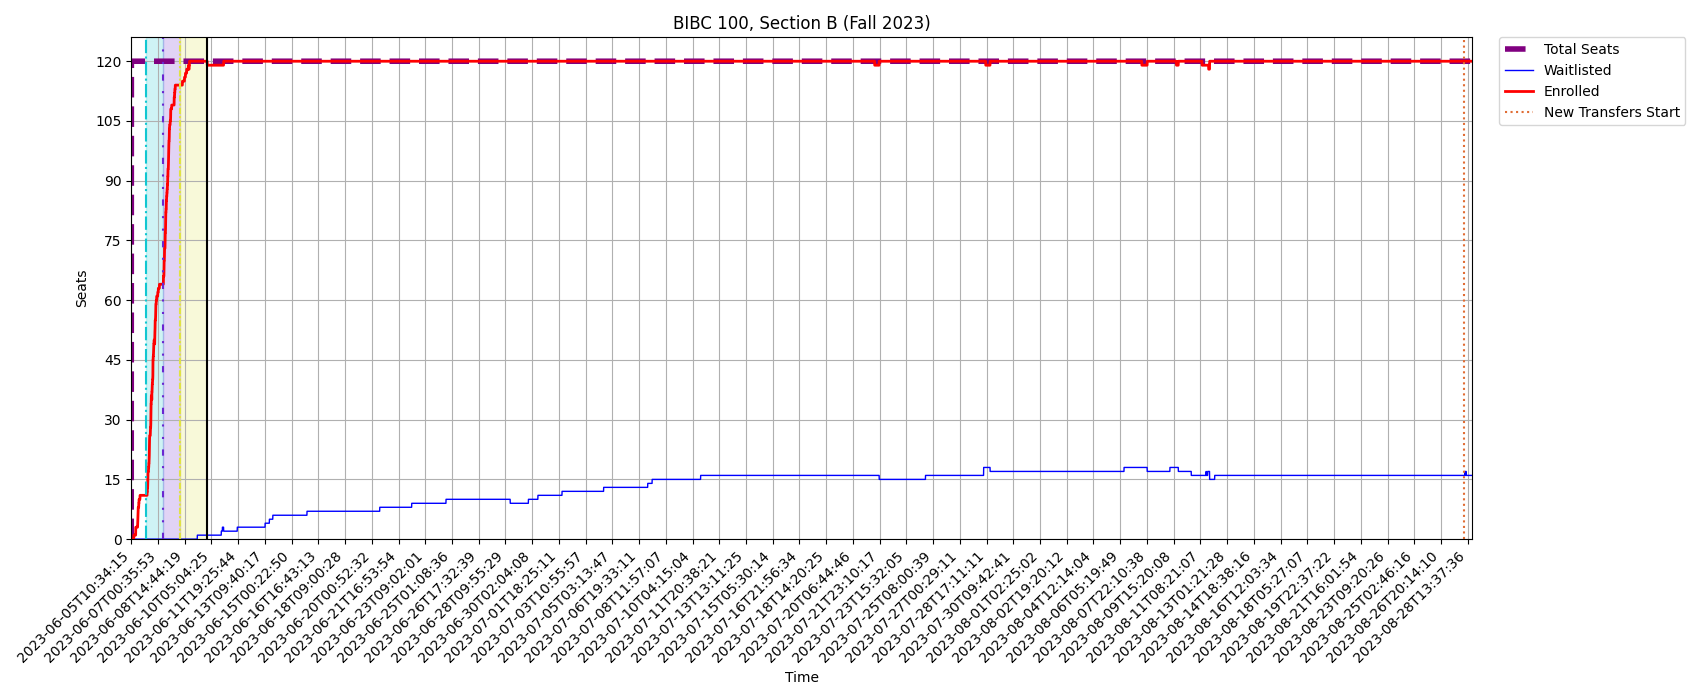 BIBC 100, Section B (Fall 2023)
Total Seats
Waitlisted
Enrolled
New Transfers Start
Seats
120
105
90
75
60
45
30
15
0
2023-06-05T10:34:15
2023-06-07T00:35:53
2023-06-08T14:44:19
2023-06-10T05:04:25
2023-06-11T19:25:44
2023-06-13T09:40:17
2023-06-15T00:22:50
2023-06-16T16:43:13
2023-06-18T09:00:28
2023-06-20T00:52:32
2023-06-21T16:53:54
2023-06-23T09:02:01
2023-06-25T01:08:36
2023-06-26T17:32:39
2023-06-28T09:55:29
2023-06-30T02:04:08
2023-07-01T18:25:11
2023-07-03T10:55:57
2023-07-05T03:13:47
2023-07-06T19:33:11
2023-07-08T11:57:07
2023-07-10T04:15:04
2023-07-11T20:38:21
2023-07-13T13:11:25
2023-07-15T05:30:14
2023-07-16T21:56:34
2023-07-18T14:20:25
2023-07-20T06:44:46
2023-07-21T23:10:17
2023-07-23T15:32:05
2023-07-25T08:00:39
2023-07-27T00:29:11
2023-07-28T17:11:11
2023-07-30T09:42:41
2023-08-01T02:25:02
2023-08-02T19:20:12
2023-08-04T12:14:04
2023-08-06T05:19:49
2023-08-07T22:10:38
2023-08-09T15:20:08
2023-08-11T08:21:07
2023-08-13T01:21:28
2023-08-14T18:38:16
2023-08-16T12:03:34
2023-08-18T05:27:07
2023-08-19T22:37:22
2023-08-21T16:01:54
2023-08-23T09:20:26
2023-08-25T02:46:16
2023-08-26T20:14:10
2023-08-28T13:37:36
Time